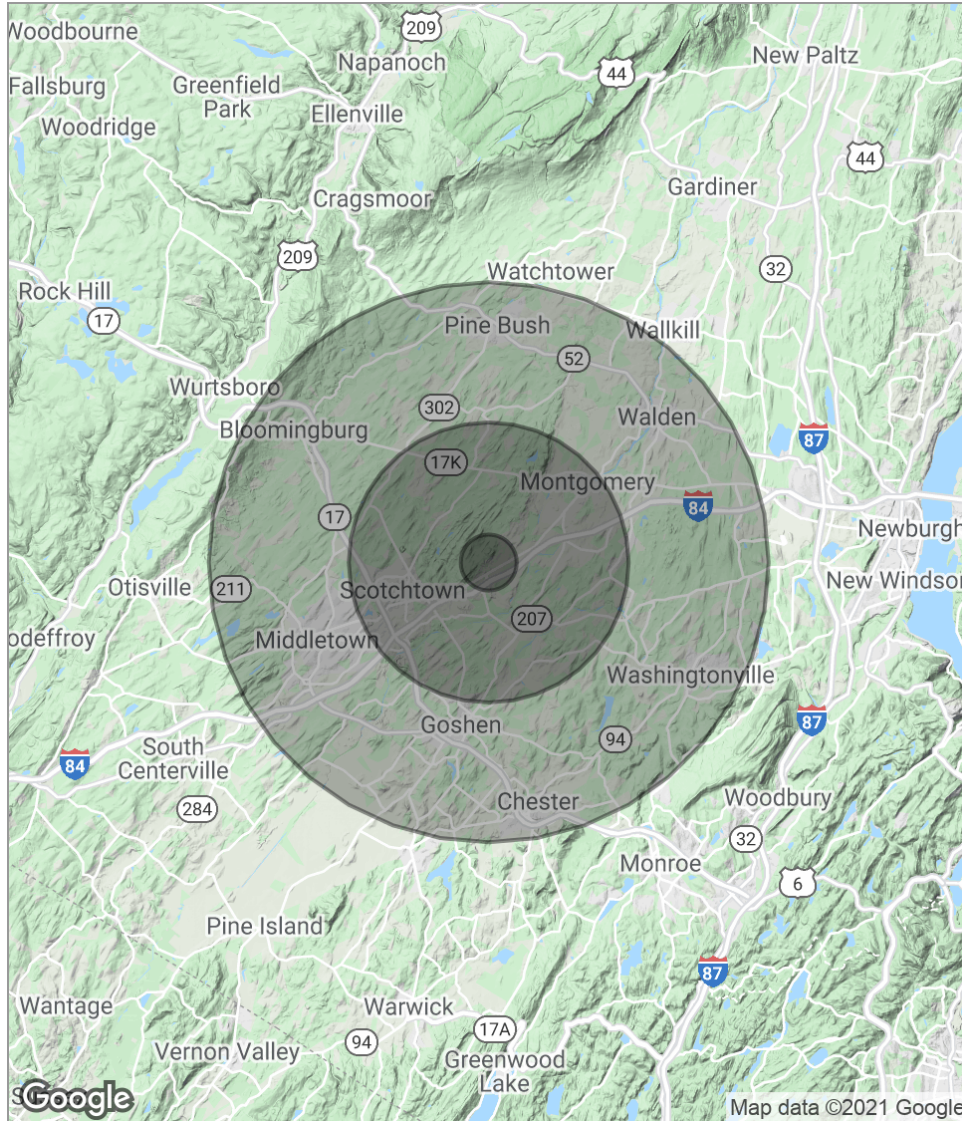 Woodbourne
209
Napanoch
44
New Paltz
Fallsburg
Greenfield
Park
Ellenville
Woodridge
44
Gardiner
Cragsmoor
209
Watchtower
32
Rock Hill
17
Pine Bush
Wallkill
52
Wurtsboro
302
Walden
Bloomingburg
87
17K
Montgomery
84
17
Newburgh
Otisville
211
Scotchtown
New Windsor
207
odeffroy
Middletown
Washingtonville
Goshen
87
94
South
Centerville
84
284
Chester
Woodbury
32
Monroe
6
Pine Island
87
Wantage
Warwick
17A
94
Vernon Valley
Greenwood
Lake
Google
Map data ©2021 Google